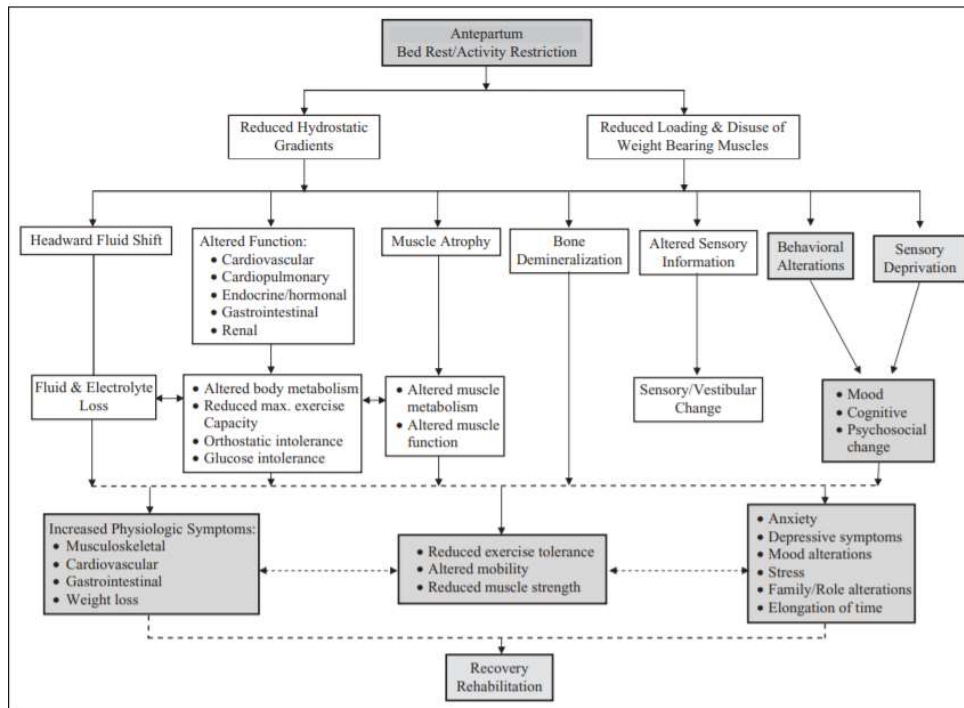 Antepartum
Bed Rest/Activity Restriction
Reduced Hydrostatic
Gradients
Reduced Loading & Disuse of
Weight Bearing Muscles
Headward Fluid Shift
Altered Function:
• Cardiovascular
• Cardiopulmonary
• Endocrine/hormonal
• Gastrointestinal
• Renal
Muscle Atrophy
Bone
Demineralization
Altered Sensory
Information
Behavioral
Alterations
Sensory
Deprivation
Fluid & Electrolyte
Loss
• Altered body metabolism
• Reduced max. exercise
Capacity
• Orthostatic intolerance
• Glucose intolerance
• Altered muscle
metabolism
• Altered muscle
function
Sensory/Vestibular
Change
• Mood
• Cognitive
• Psychosocial
change
Increased Physiologic Symptoms:
• Musculoskeletal
• Cardiovascular
• Gastrointestinal
• Weight loss
• Reduced exercise tolerance
• Altered mobility
• Reduced muscle strength
• Anxiety
• Depressive symptoms
• Mood alterations
• Stress
• Family/Role alterations
• Elongation of time
Recovery
Rehabilitation